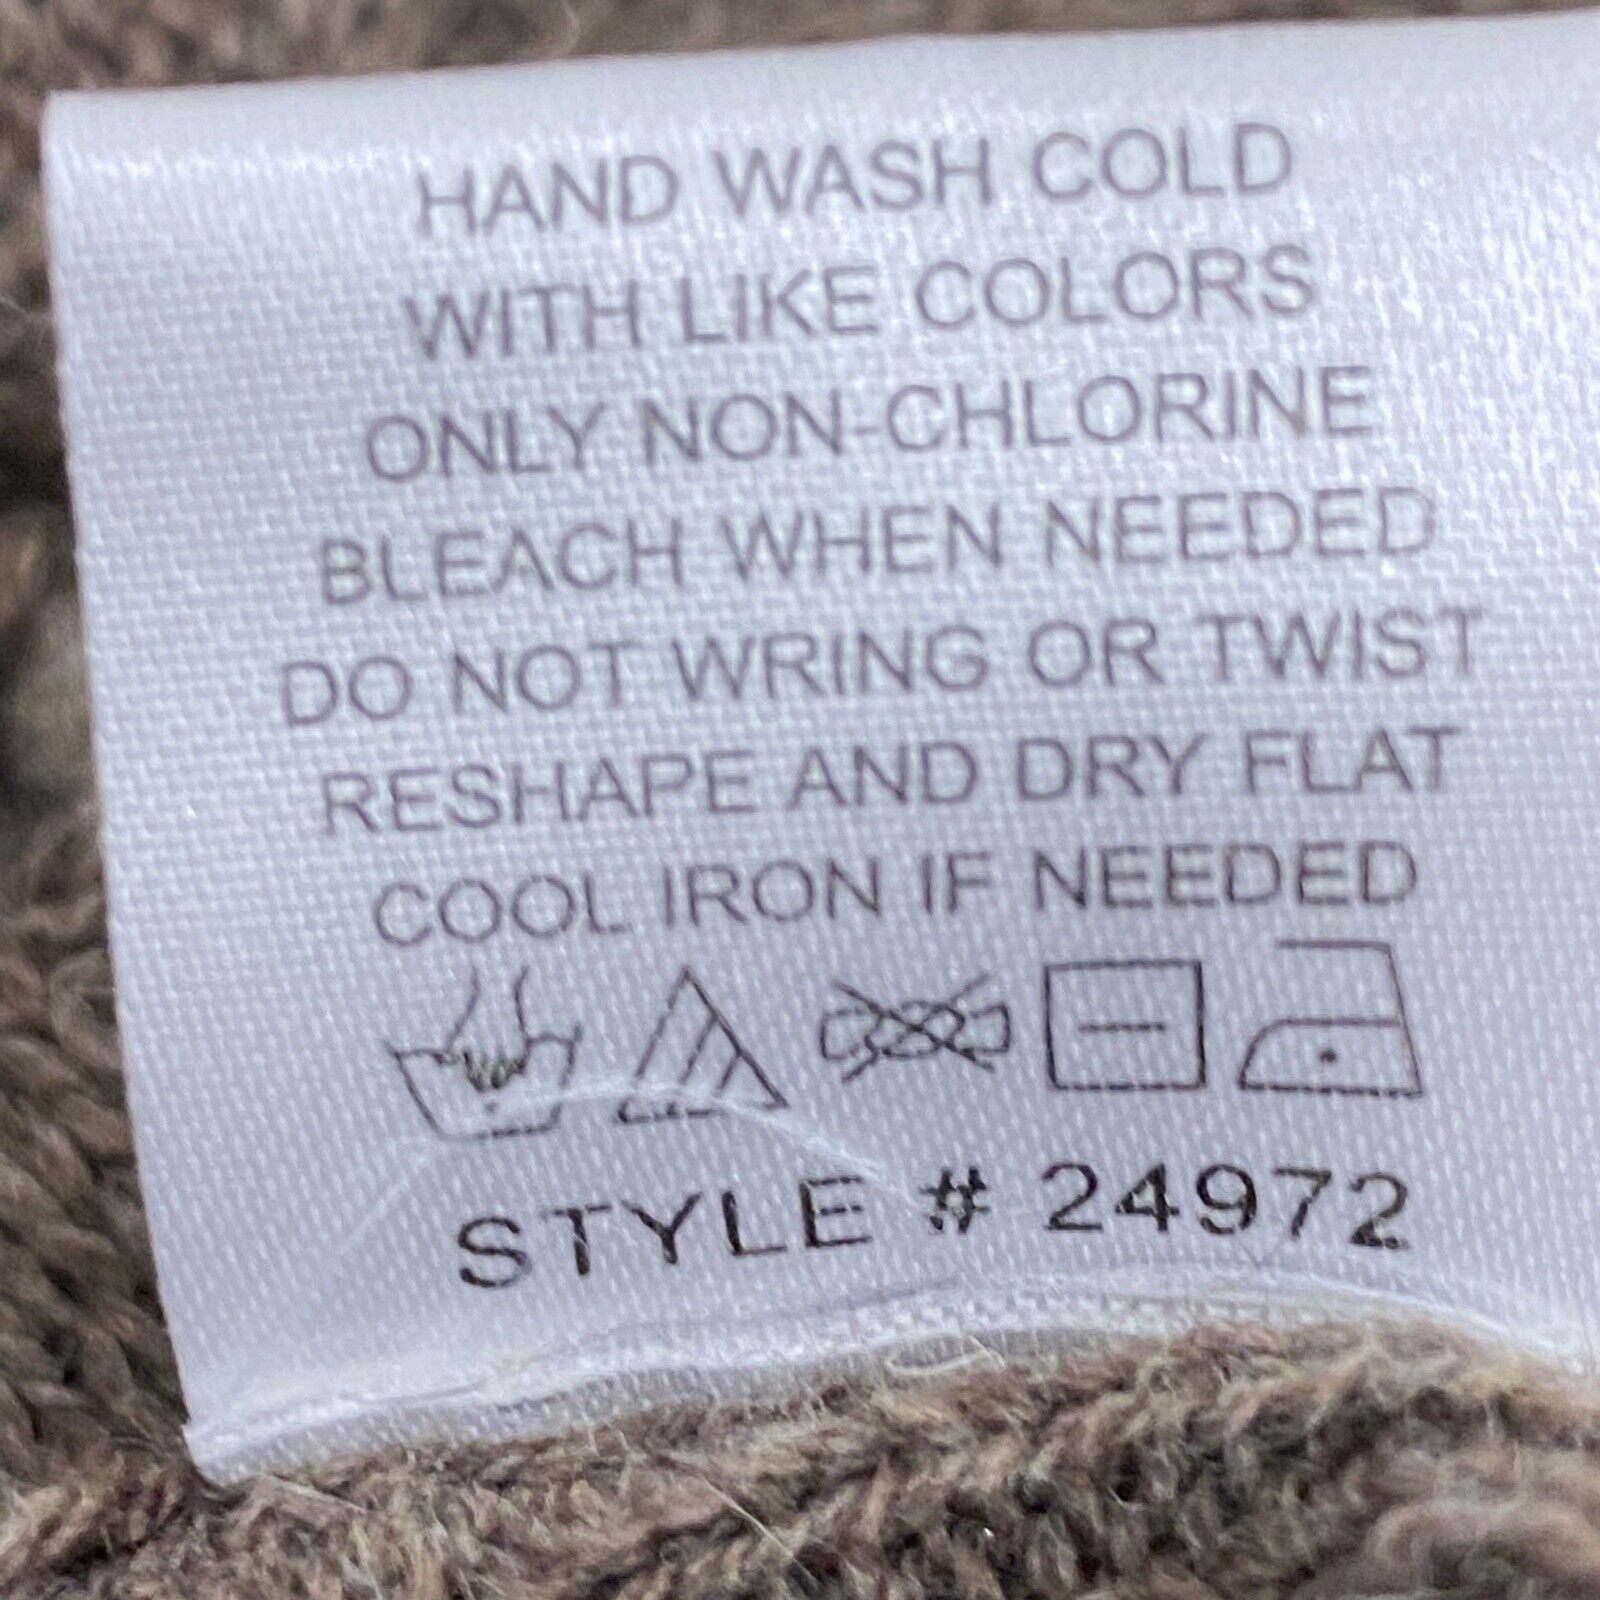 HAND WASH COLD
WITH LIKE COLORS
ONLY NON-CHLORINE
BLEACH WHEN NEEDED
DO NOT WRING OR TWIST
RESHAPE AND DRY FLAT
COOL IRON IF NEEDED
STYLE # 24972